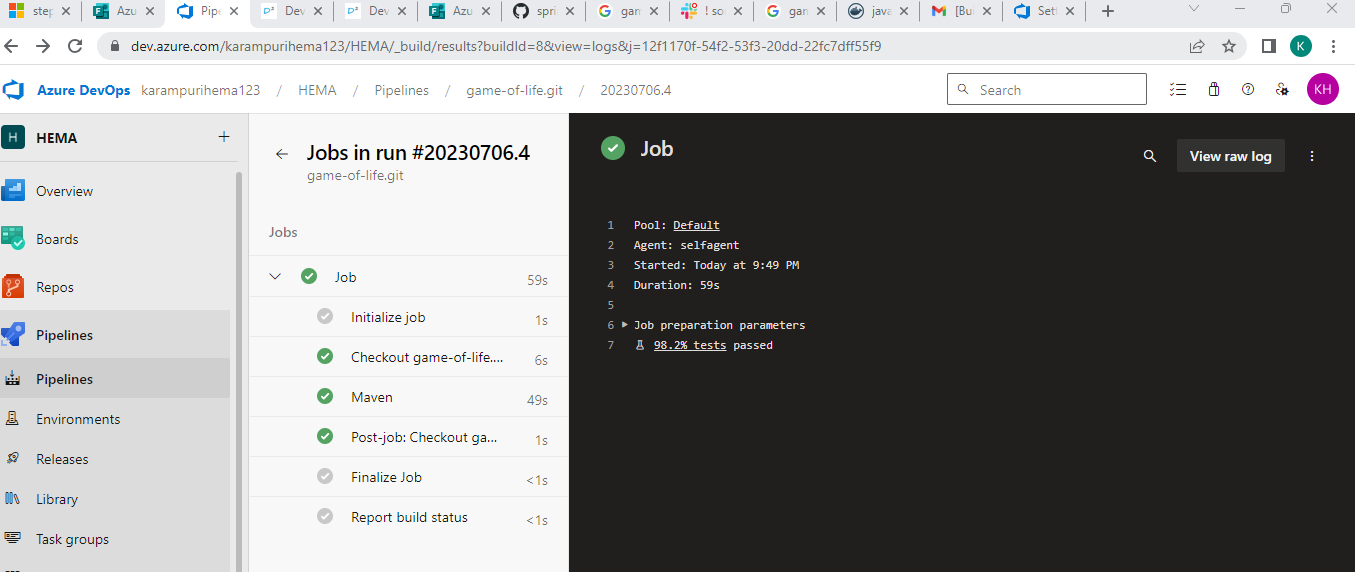 step
Azu
Pipe
Dev
Dev
Azu
spri
gam
! so
gan
java
[Bu
Sett
dev.azure.com/karampurihema123/HEMA/_build/results?buildId=8&view=logs&j=12f1170f-54f2-53f3-20dd-22fc7dff55f9
K
Azure DevOps karampurihema123 / HEMA / Pipelines / game-of-life.git / 20230706.4
Search
KH
H HEMA
Overview
Boards
Repos
Pipelines
Pipelines
Environments
Releases
Library
Task groups
Jobs in run #20230706.4
game-of-life.git
Jobs
Job 59s
Initialize job 1s
Checkout game-of-life.... 6s
Maven 49s
Post-job: Checkout ga... 1s
Finalize Job <1s
Report build status <1s
Job
View raw log
1 Pool: Default
2 Agent: selfagent
3 Started: Today at 9:49 PM
4 Duration: 59s
5
6 Job preparation parameters
7 98.2% tests passed